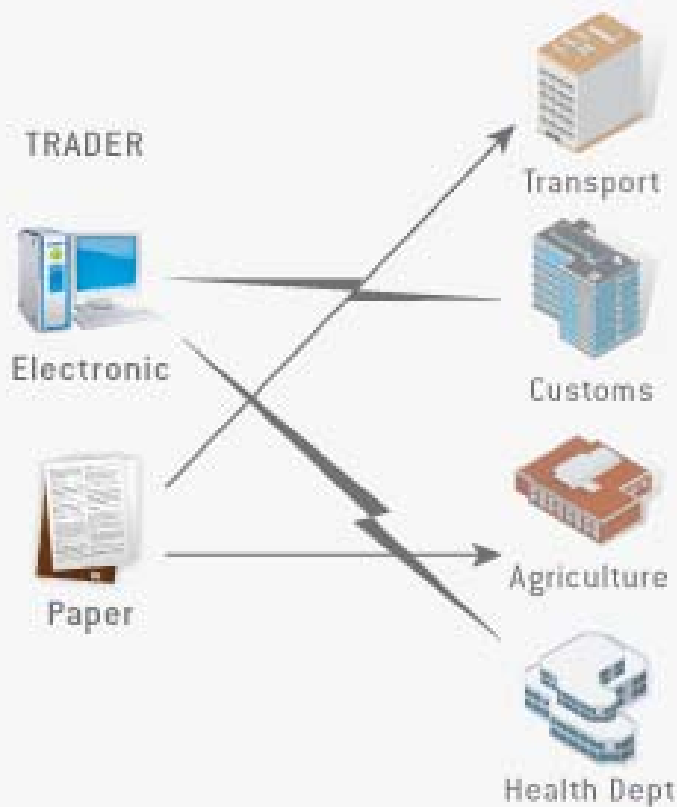 TRADER
Electronic
Paper
Transport
Customs
Agriculture
Health Dept